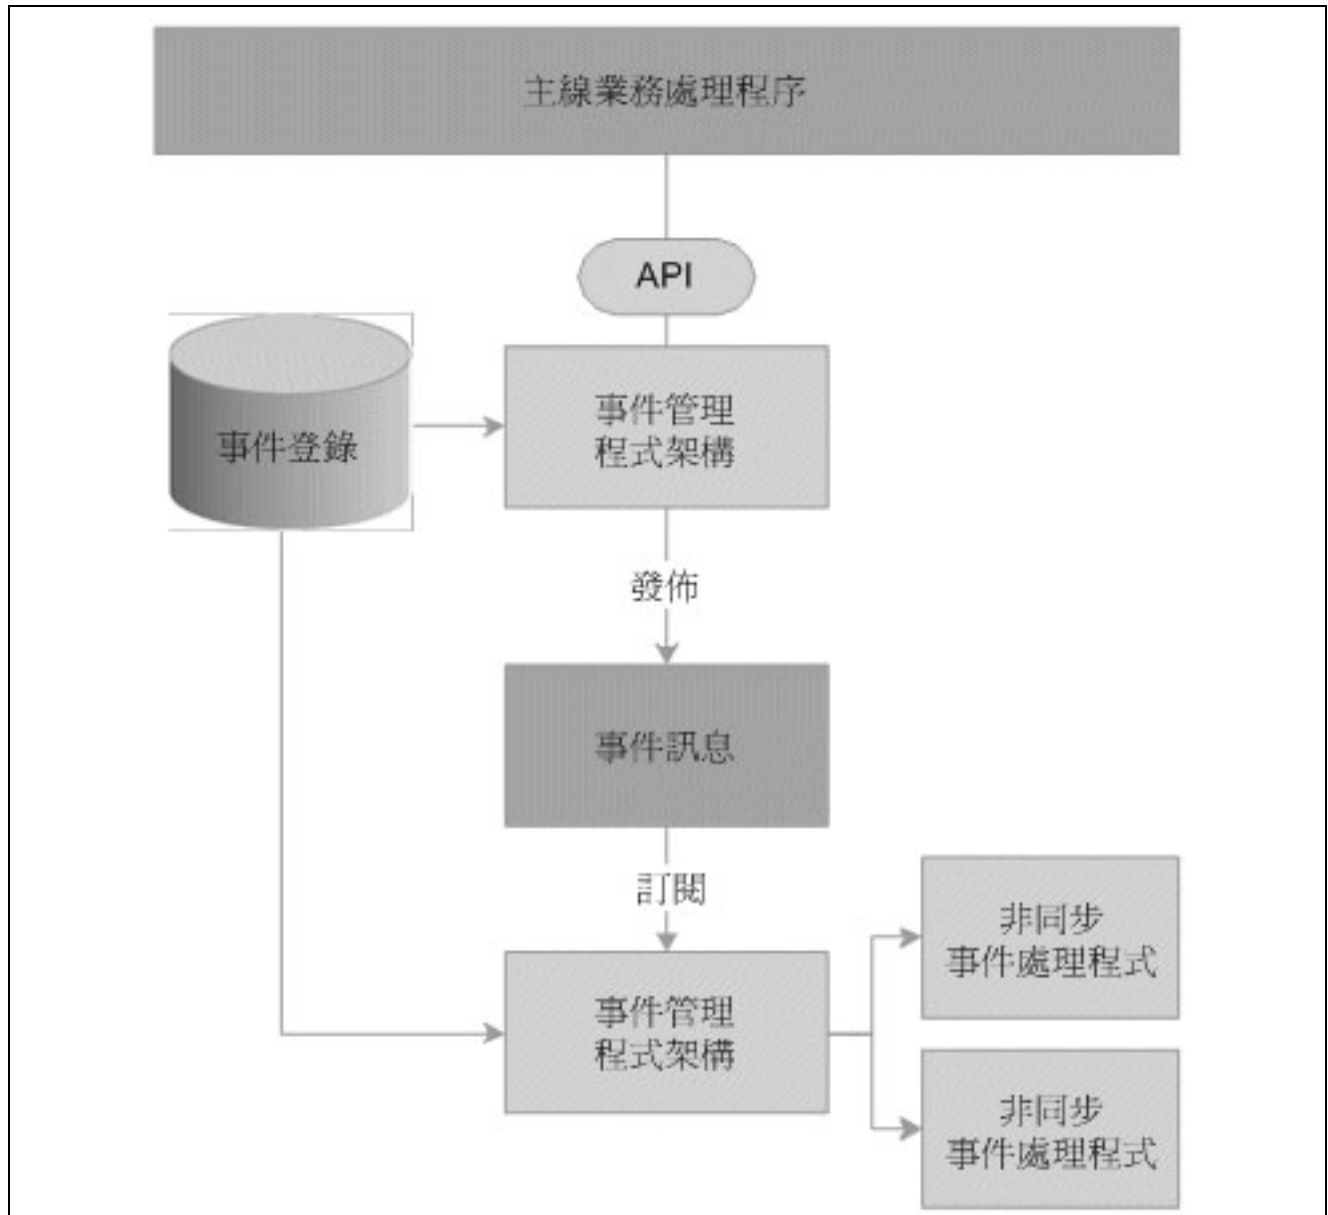 主線業務處理程序
API
事件登錄
事件管理
程式架構
發佈
事件訊息
訂閱
事件管理
程式架構
非同步
事件處理程式
非同步
事件處理程式